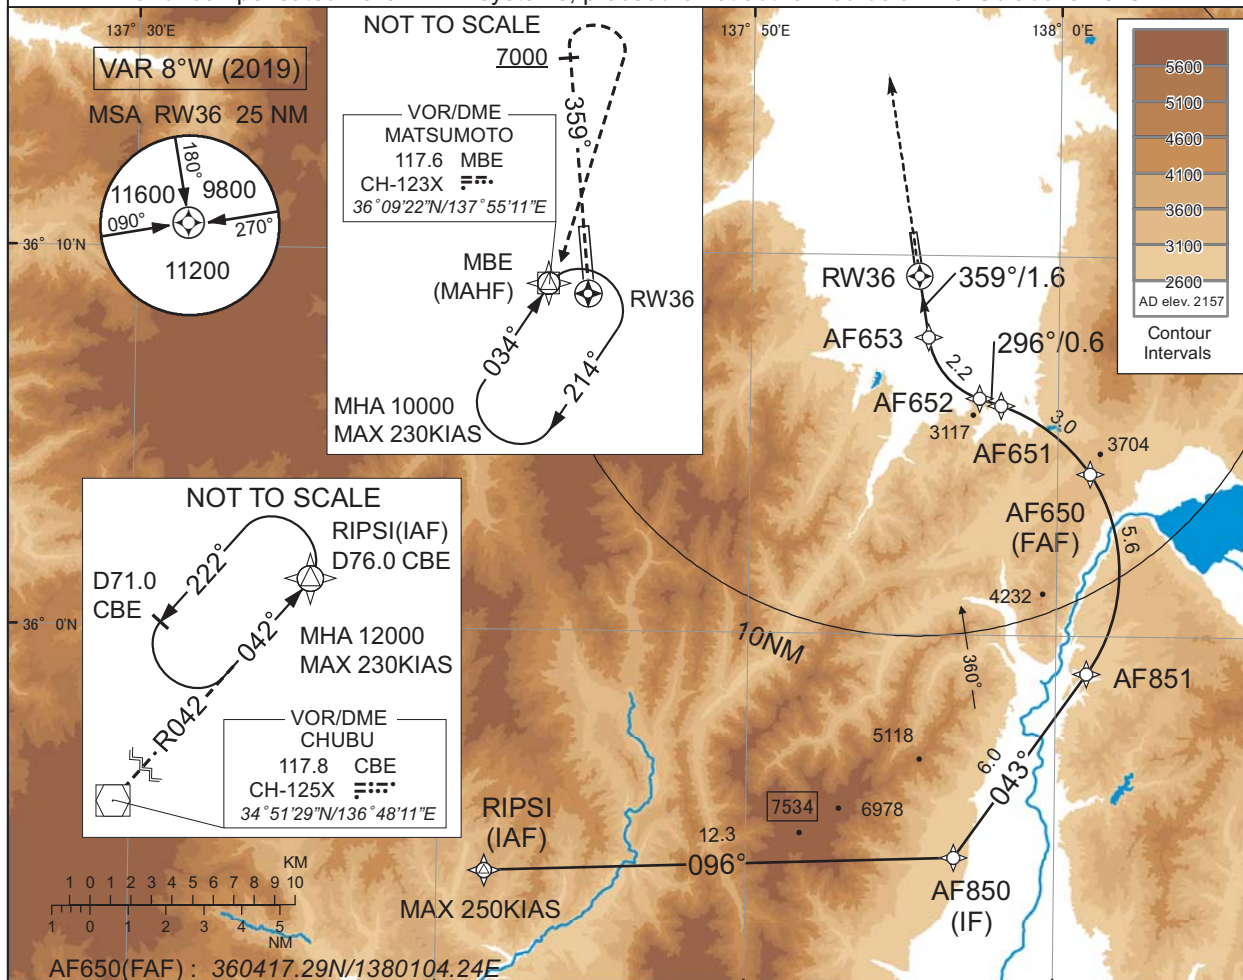 137° 30'E
137° 50'E
138° 0'E
VAR 8°W (2019)
MSA RW36 25 NM
180°
11600
9800
090°
270°
11200
36° 10'N
NOT TO SCALE
7000
359°
VOR/DME
MATSUMOTO
117.6 MBE
CH-123X
36°09'22"N/137°55'11"E
MBE
(MAHF)
RW36
034°
214°
MHA 10000
MAX 230KIAS
5600
5100
4600
4100
3600
3100
2600
AD elev. 2157
Contour
Intervals
RW36
359°/1.6
AF653
296°/0.6
2.2
AF652
3117
3.0
AF651
3704
AF650
(FAF)
5.6
4232
10NM
360°
AF851
NOT TO SCALE
RIPSI(IAF)
D76.0 CBE
D71.0
CBE
222°
042°
R042
MHA 12000
MAX 230KIAS
VOR/DME
CHUBU
117.8 CBE
CH-125X
34°51'29"N/136°48'11"E
36° 0'N
5118
6.0
043°
7534
6978
RIPSI
(IAF)
12.3
096°
MAX 250KIAS
AF850
(IF)
KM
1 0 1 2 3 4 5 6 7 8 9 10
1 0 1 2 3 4 5
NM
AF650(FAF) : 360417.29N/1380104.24E